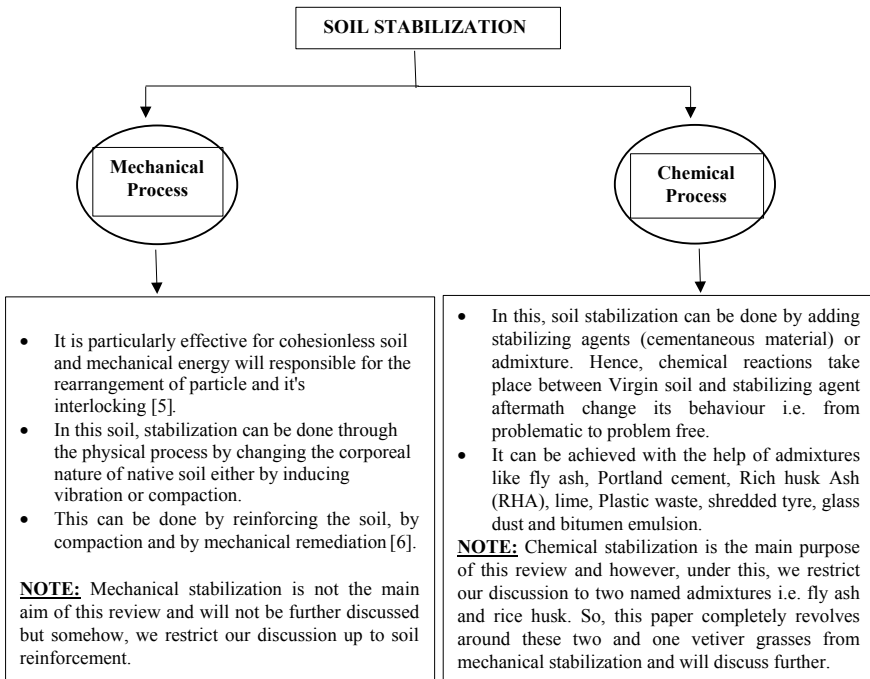 SOIL STABILIZATION
Mechanical
Process
Chemical
Process
• It is particularly effective for cohesionless soil
and mechanical energy will responsible for the
rearrangement of particle and it's
interlocking [5].
• In this soil, stabilization can be done through
the physical process by changing the corporeal
nature of native soil either by inducing
vibration or compaction.
• This can be done by reinforcing the soil, by
compaction and by mechanical remediation [6].
NOTE: Mechanical stabilization is not the main
aim of this review and will not be further discussed
but somehow, we restrict our discussion up to soil
reinforcement.
• In this, soil stabilization can be done by adding
stabilizing agents (cementaneous material) or
admixture. Hence, chemical reactions take
place between Virgin soil and stabilizing agent
aftermath change its behaviour i.e. from
problematic to problem free.
• It can be achieved with the help of admixtures
like fly ash, Portland cement, Rich husk Ash
(RHA), lime, Plastic waste, shredded tyre, glass
dust and bitumen emulsion.
NOTE: Chemical stabilization is the main purpose
of this review and however, under this, we restrict
our discussion to two named admixtures i.e. fly ash
and rice husk. So, this paper completely revolves
around these two and one vetiver grasses from
mechanical stabilization and will discuss further.